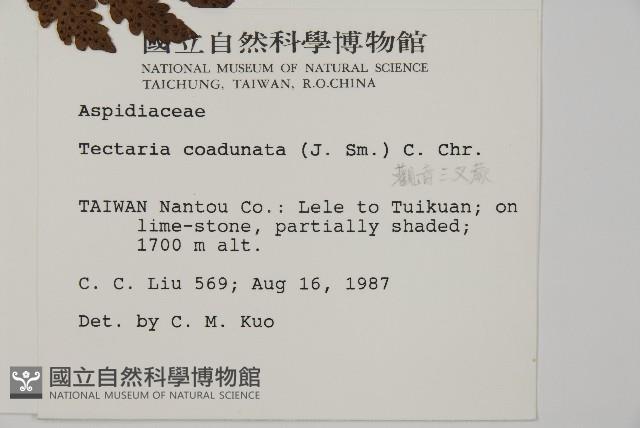 國立自然科學博物館
NATIONAL MUSEUM OF NATURAL SCIENCE
TAICHUNG, TAIWAN, R.O.CHINA
Aspidiaceae
Tectaria coadunata (J. Sm.) C. Chr.
觀音三叉蕨
TAIWAN Nantou Co.: Lele to Tuikuan; on
lime-stone, partially shaded;
1700 m alt.
C. C. Liu 569; Aug 16, 1987
Det. by C. M. Kuo
國立自然科學博物館
NATIONAL MUSEUM OF NATURAL SCIENCE